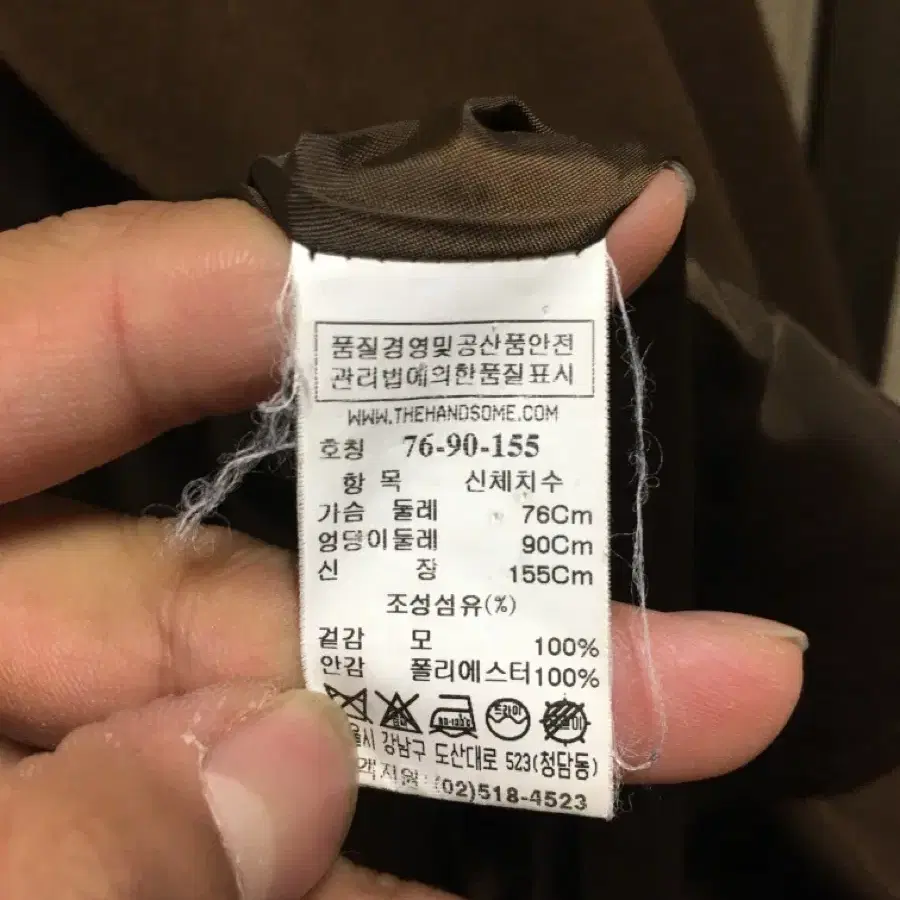 품질경영및공산품안전
관리법에의한품질표시
WWW.THEHANDSOME.COM
호칭 76-90-155
항 목 신체치수
가슴 둘레 76Cm
엉덩이둘레 90Cm
신 장 155Cm
조성섬유(%)
겉감 모 100%
안감 폴리에스터100%
드라이
강남구 도산대로 523(청담동)
(02)518-4523